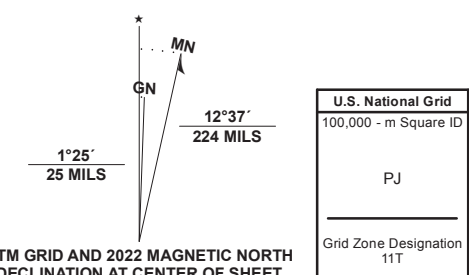 MN
GN
12°37´
224 MILS
1°25´
25 MILS
TM GRID AND 2022 MAGNETIC NORTH
DECLINATION AT CENTER OF SHEET
U.S. National Grid
100,000 - m Square ID
PJ
Grid Zone Designation
11T